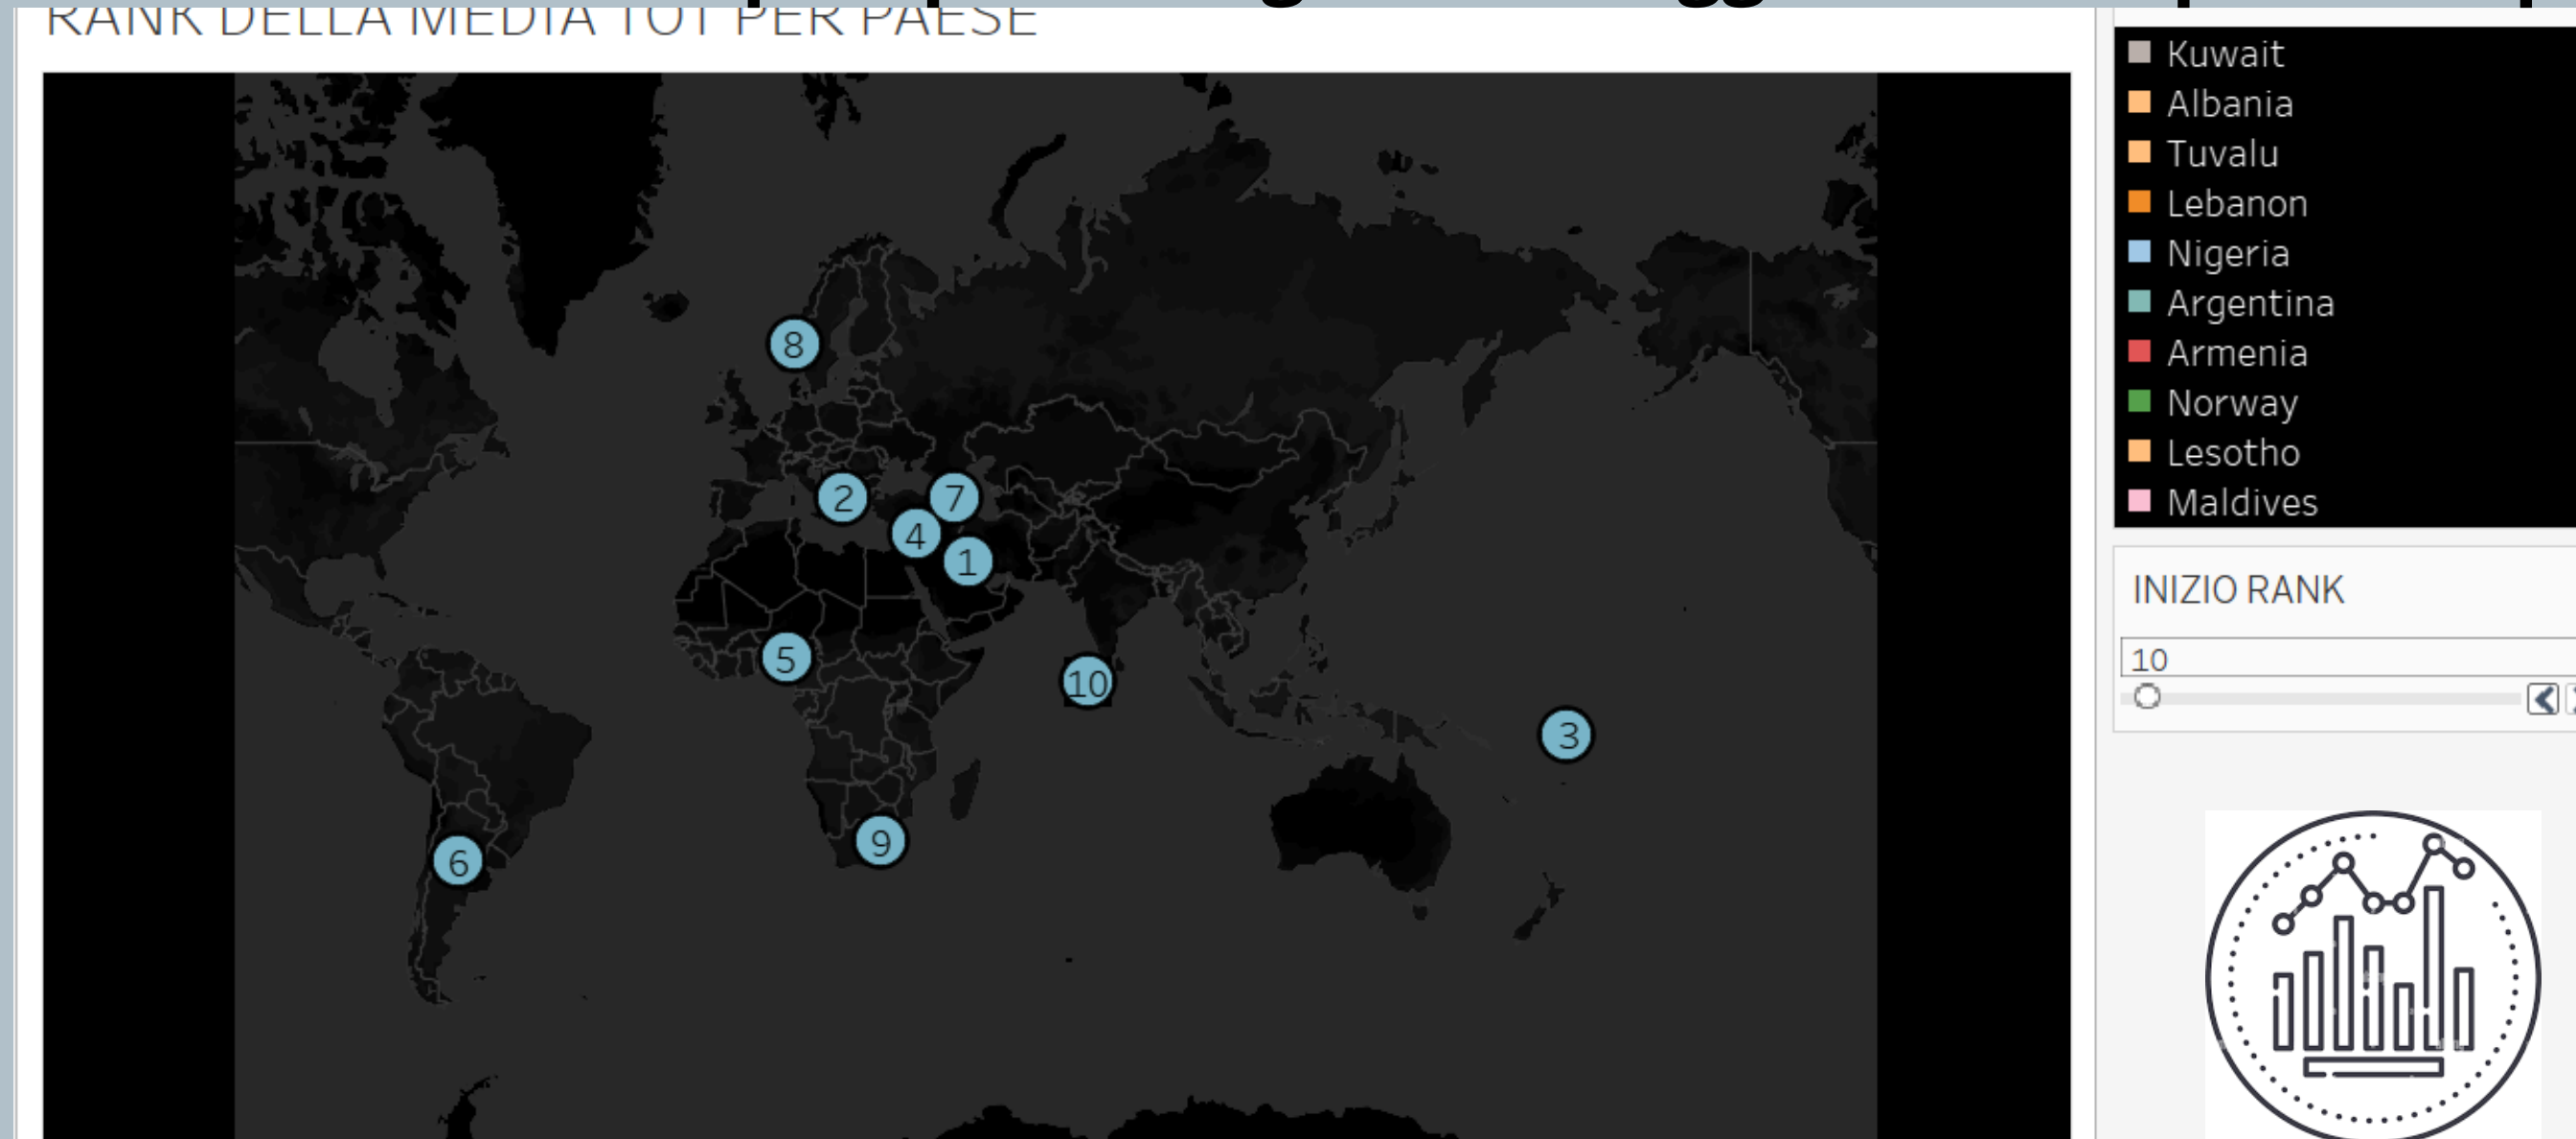 RANK DELLA MEDIA TOT PER PAESE
Kuwait
Albania
Tuvalu
Lebanon
Nigeria
Argentina
Armenia
Norway
Lesotho
Maldives
INIZIO RANK
10
8
2
7
4
1
5
10
3
9
6